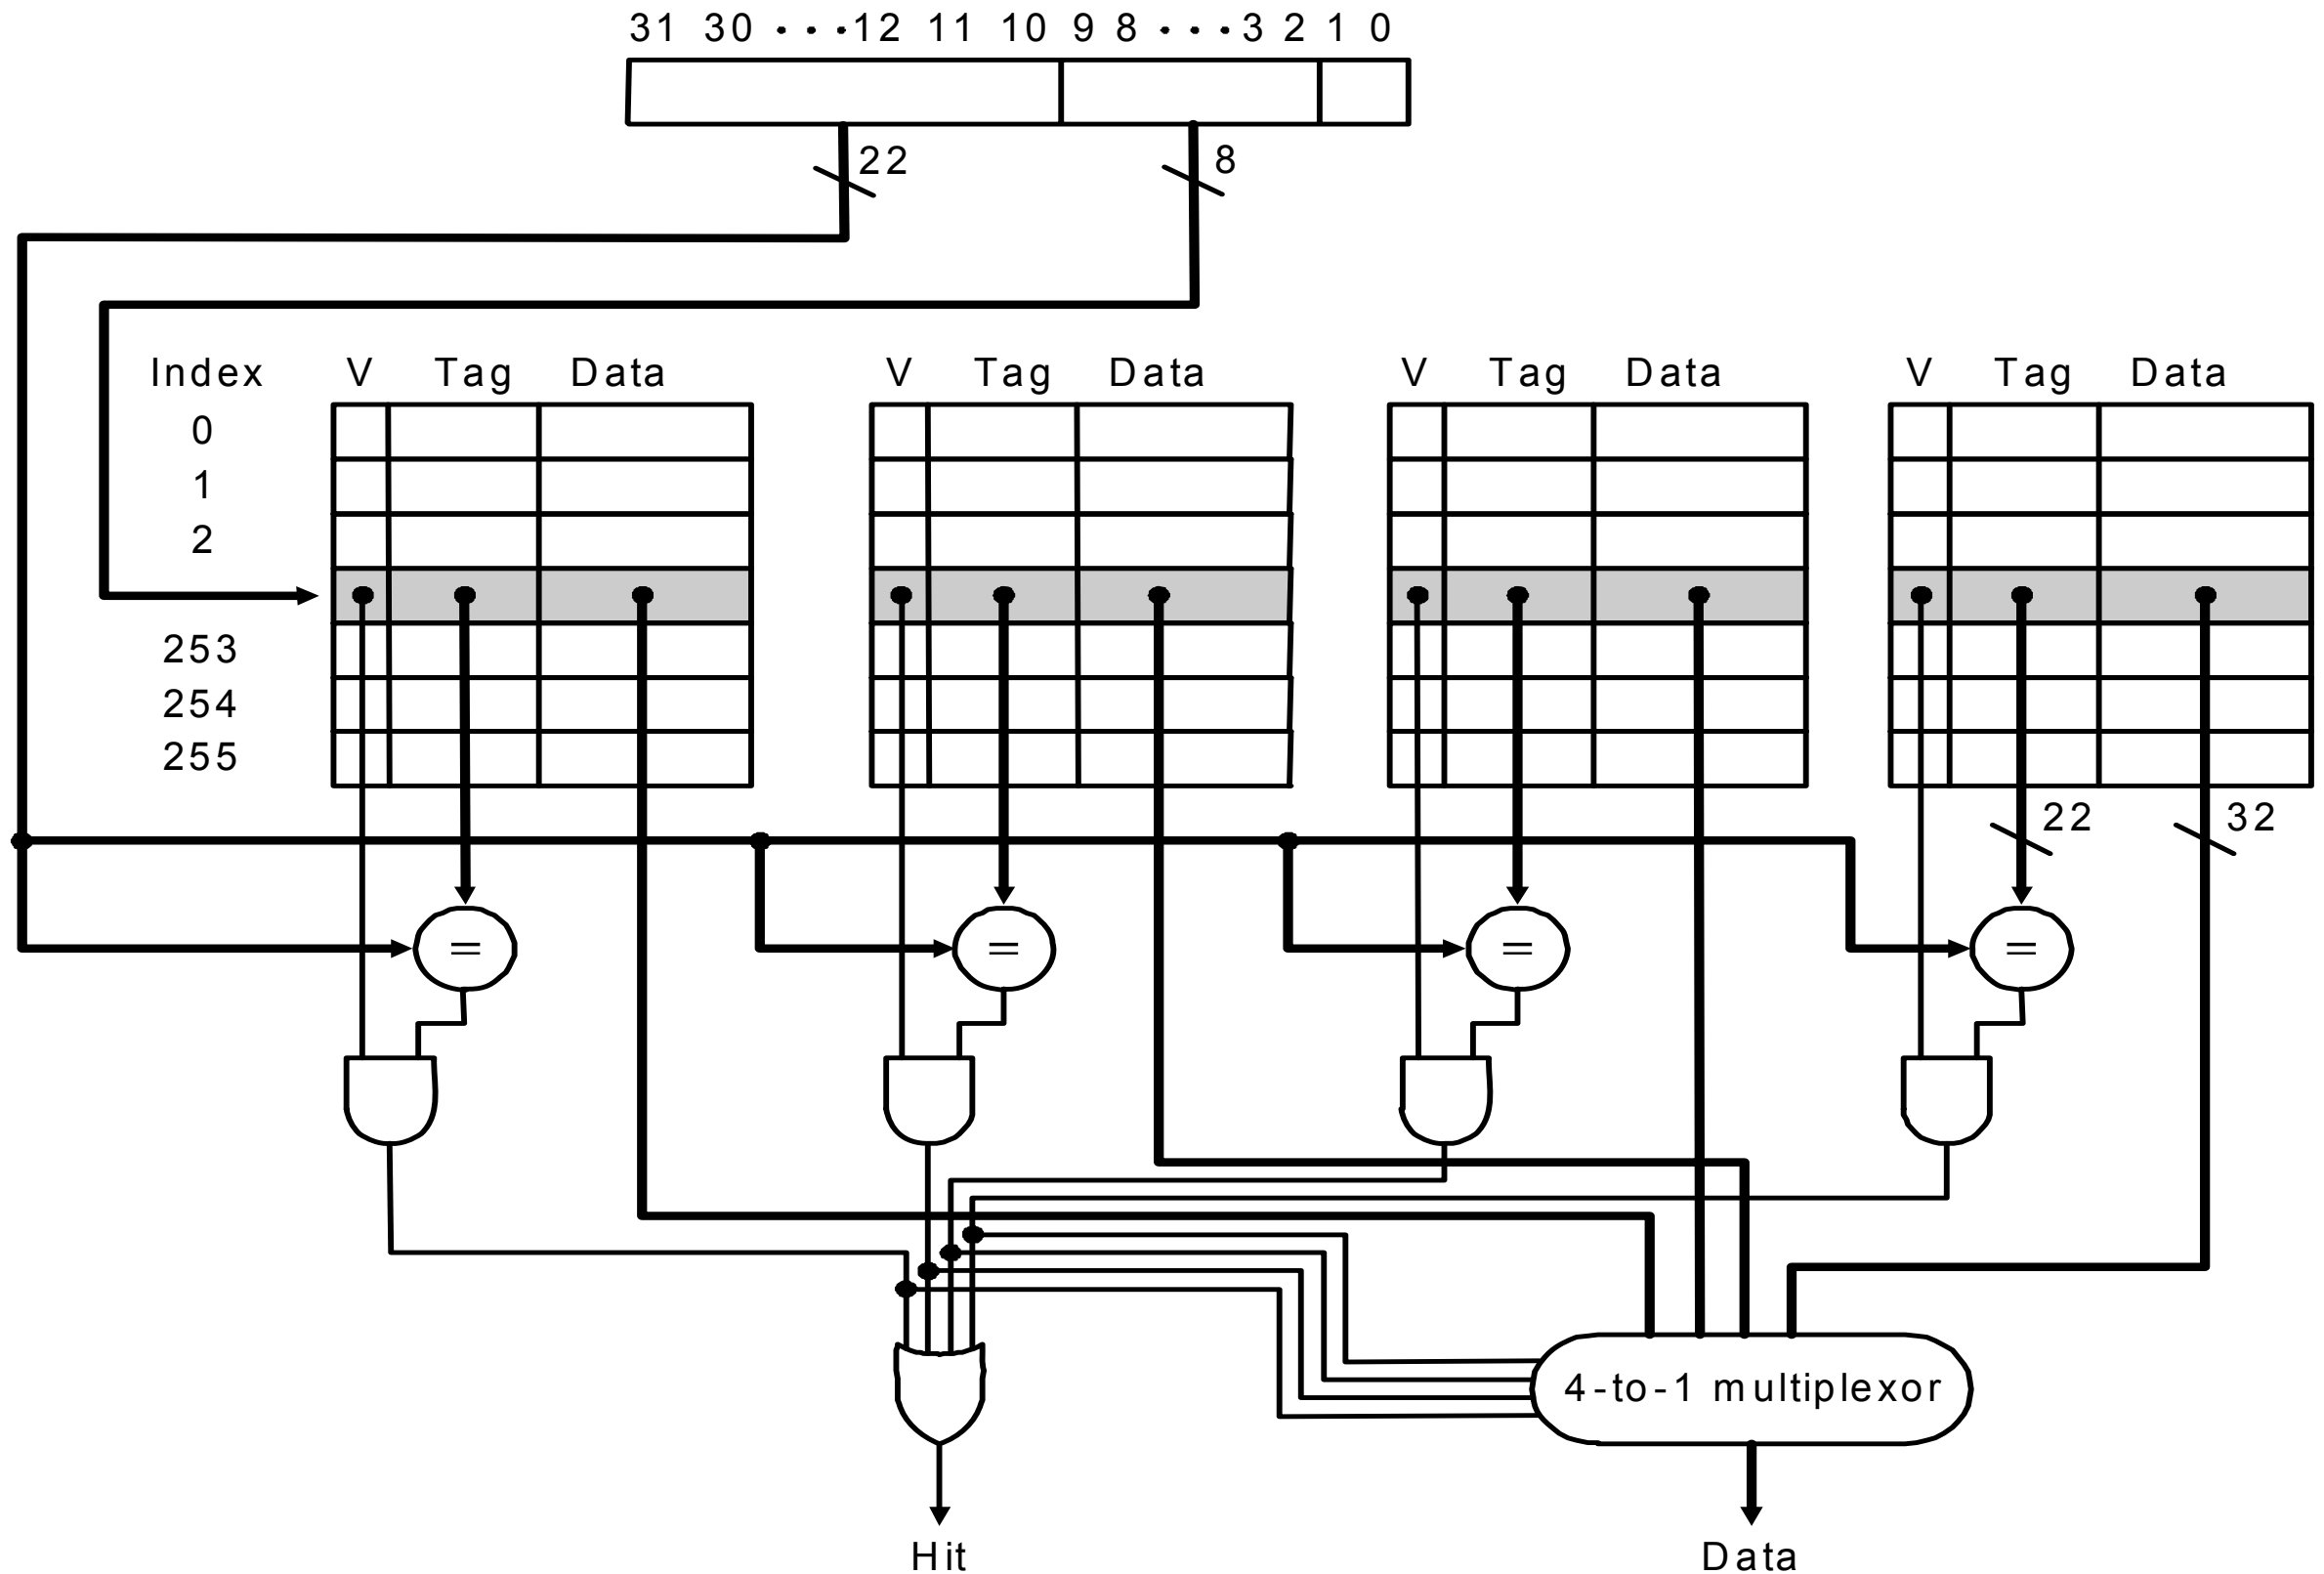 31 30 • • • 12 11 10 9 8 • • • 3 2 1 0
22 8
Index V Tag Data V Tag Data V Tag Data V Tag Data
0
1
2
253
254
255
22 32
= = = =
4-to-1 multiplexor
Hit Data